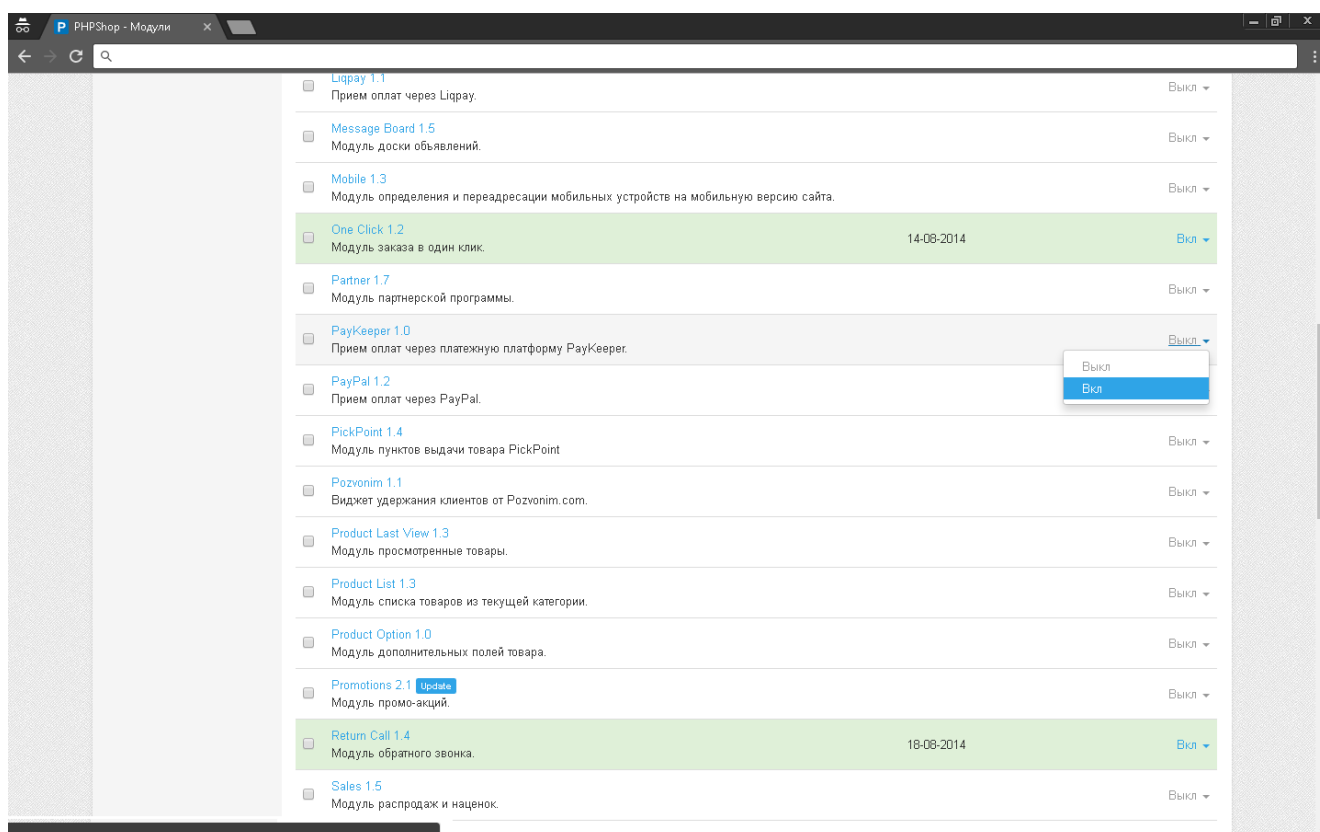 PHPShop - Модули
Liqpay 1.1
Прием оплат через Liqpay.
Выкл
Message Board 1.5
Модуль доски объявлений.
Выкл
Mobile 1.3
Модуль определения и переадресации мобильных устройств на мобильную версию сайта.
Выкл
One Click 1.2
Модуль заказа в один клик.
14-08-2014
Вкл
Partner 1.7
Модуль партнерской программы.
Выкл
PayKeeper 1.0
Прием оплат через платежную платформу PayKeeper.
Выкл
Выкл
Вкл
PayPal 1.2
Прием оплат через PayPal.
PickPoint 1.4
Модуль пунктов выдачи товара PickPoint
Выкл
Pozvonim 1.1
Виджет удержания клиентов от Pozvonim.com.
Выкл
Product Last View 1.3
Модуль просмотренные товары.
Выкл
Product List 1.3
Модуль списка товаров из текущей категории.
Выкл
Product Option 1.0
Модуль дополнительных полей товара.
Выкл
Promotions 2.1 Update
Модуль промо-акций.
Выкл
Return Call 1.4
Модуль обратного звонка.
18-08-2014
Вкл
Sales 1.5
Модуль распродаж и наценок.
Выкл